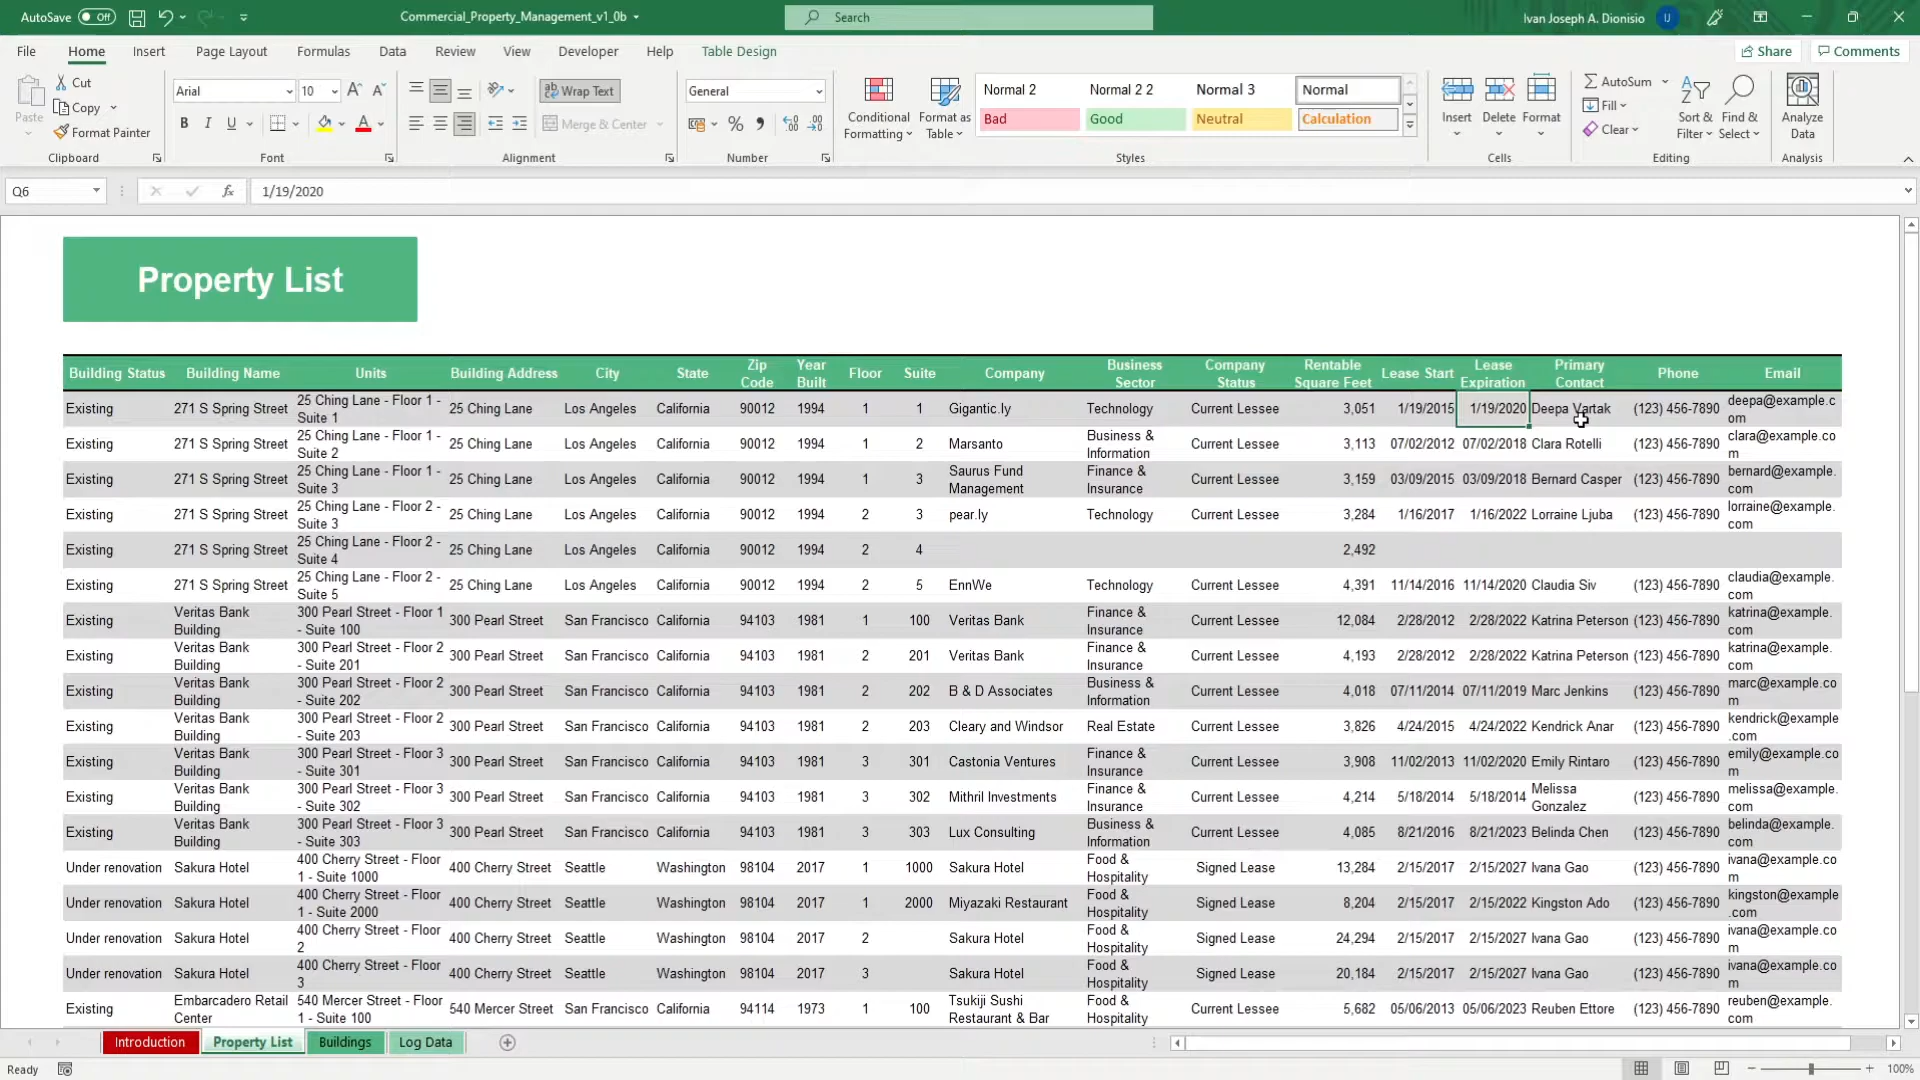 AutoSave Off Commercial_Property_Management_v1_0b Search Ivan Joseph A. Dionisio IJ
File Home Insert Page Layout Formulas Data Review View Developer Help Table Design Share Comments
Paste Cut Copy Format Painter Clipboard
Arial 10 B I U Font
Wrap Text Merge & Center Alignment
General Number
Conditional Formatting Format as Table
Normal 2 Normal 2 2 Normal 3 Normal
Bad Good Neutral Calculation
Styles
Insert Delete Format Cells
AutoSum Fill Clear Sort & Filter Find & Select Editing
Analyze Data Analysis
Q6 fx 1/19/2020
Property List
Building Status Building Name Units Building Address City State Zip Code Year Built Floor Suite Company Business Sector Company Status Rentable Square Feet Lease Start Lease Expiration Primary Contact Phone Email
Existing 271 S Spring Street 25 Ching Lane - Floor 1 - Suite 1 25 Ching Lane Los Angeles California 90012 1994 1 1 Gigantic.ly Technology Current Lessee 3,051 1/19/2015 1/19/2020 Deepa Vartak (123) 456-7890 deepa@example.com
Existing 271 S Spring Street 25 Ching Lane - Floor 1 - Suite 2 25 Ching Lane Los Angeles California 90012 1994 1 2 Marsanto Business & Information Current Lessee 3,113 07/02/2012 07/02/2018 Clara Rotelli (123) 456-7890 clara@example.com
Existing 271 S Spring Street 25 Ching Lane - Floor 1 - Suite 3 25 Ching Lane Los Angeles California 90012 1994 1 3 Saurus Fund Management Finance & Insurance Current Lessee 3,159 03/09/2015 03/09/2018 Bernard Casper (123) 456-7890 bernard@example.com
Existing 271 S Spring Street 25 Ching Lane - Floor 2 - Suite 3 25 Ching Lane Los Angeles California 90012 1994 2 3 pear.ly Technology Current Lessee 3,284 1/16/2017 1/16/2022 Lorraine Ljuba (123) 456-7890 lorraine@example.com
Existing 271 S Spring Street 25 Ching Lane - Floor 2 - Suite 4 25 Ching Lane Los Angeles California 90012 1994 2 4 2,492
Existing 271 S Spring Street 25 Ching Lane - Floor 2 - Suite 5 25 Ching Lane Los Angeles California 90012 1994 2 5 EnnWe Technology Current Lessee 4,391 11/14/2016 11/14/2020 Claudia Siv (123) 456-7890 claudia@example.com
Existing Veritas Bank Building 300 Pearl Street - Floor 1 - Suite 100 300 Pearl Street San Francisco California 94103 1981 1 100 Veritas Bank Finance & Insurance Current Lessee 12,084 2/28/2012 2/28/2022 Katrina Peterson (123) 456-7890 katrina@example.com
Existing Veritas Bank Building 300 Pearl Street - Floor 2 - Suite 201 300 Pearl Street San Francisco California 94103 1981 2 201 Veritas Bank Finance & Insurance Current Lessee 4,193 2/28/2012 2/28/2022 Katrina Peterson (123) 456-7890 katrina@example.com
Existing Veritas Bank Building 300 Pearl Street - Floor 2 - Suite 202 300 Pearl Street San Francisco California 94103 1981 2 202 B & D Associates Business & Information Current Lessee 4,018 07/11/2014 07/11/2019 Marc Jenkins (123) 456-7890 marc@example.com
Existing Veritas Bank Building 300 Pearl Street - Floor 2 - Suite 203 300 Pearl Street San Francisco California 94103 1981 2 203 Cleary and Windsor Real Estate Current Lessee 3,826 4/24/2015 4/24/2022 Kendrick Anar (123) 456-7890 kendrick@example.com
Existing Veritas Bank Building 300 Pearl Street - Floor 3 - Suite 301 300 Pearl Street San Francisco California 94103 1981 3 301 Castonia Ventures Finance & Insurance Current Lessee 3,908 11/02/2013 11/02/2020 Emily Rintaro (123) 456-7890 emily@example.com
Existing Veritas Bank Building 300 Pearl Street - Floor 3 - Suite 302 300 Pearl Street San Francisco California 94103 1981 3 302 Mithril Investments Finance & Insurance Current Lessee 4,214 5/18/2014 5/18/2014 Melissa Gonzalez (123) 456-7890 melissa@example.com
Existing Veritas Bank Building 300 Pearl Street - Floor 3 - Suite 303 300 Pearl Street San Francisco California 94103 1981 3 303 Lux Consulting Business & Information Current Lessee 4,085 8/21/2016 8/21/2023 Belinda Chen (123) 456-7890 belinda@example.com
Under renovation Sakura Hotel 400 Cherry Street - Floor 1 - Suite 1000 400 Cherry Street Seattle Washington 98104 2017 1 1000 Sakura Hotel Food & Hospitality Signed Lease 13,284 2/15/2017 2/15/2027 Ivana Gao (123) 456-7890 ivana@example.com
Under renovation Sakura Hotel 400 Cherry Street - Floor 1 - Suite 2000 400 Cherry Street Seattle Washington 98104 2017 1 2000 Miyazaki Restaurant Food & Hospitality Signed Lease 8,204 2/15/2017 2/15/2022 Kingston Ado (123) 456-7890 kingston@example.com
Under renovation Sakura Hotel 400 Cherry Street - Floor 2 400 Cherry Street Seattle Washington 98104 2017 2 Sakura Hotel Food & Hospitality Signed Lease 24,294 2/15/2017 2/15/2027 Ivana Gao (123) 456-7890 ivana@example.com
Under renovation Sakura Hotel 400 Cherry Street - Floor 3 400 Cherry Street Seattle Washington 98104 2017 3 Sakura Hotel Food & Hospitality Signed Lease 20,184 2/15/2017 2/15/2027 Ivana Gao (123) 456-7890 ivana@example.com
Existing Embarcadero Retail Center 540 Mercer Street - Floor 1 - Suite 100 540 Mercer Street San Francisco California 94114 1973 1 100 Tsukiji Sushi Restaurant & Bar Food & Hospitality Current Lessee 5,682 05/06/2013 05/06/2023 Reuben Ettore (123) 456-7890 reuben@example.com
Introduction Property List Buildings Log Data
Ready 100%